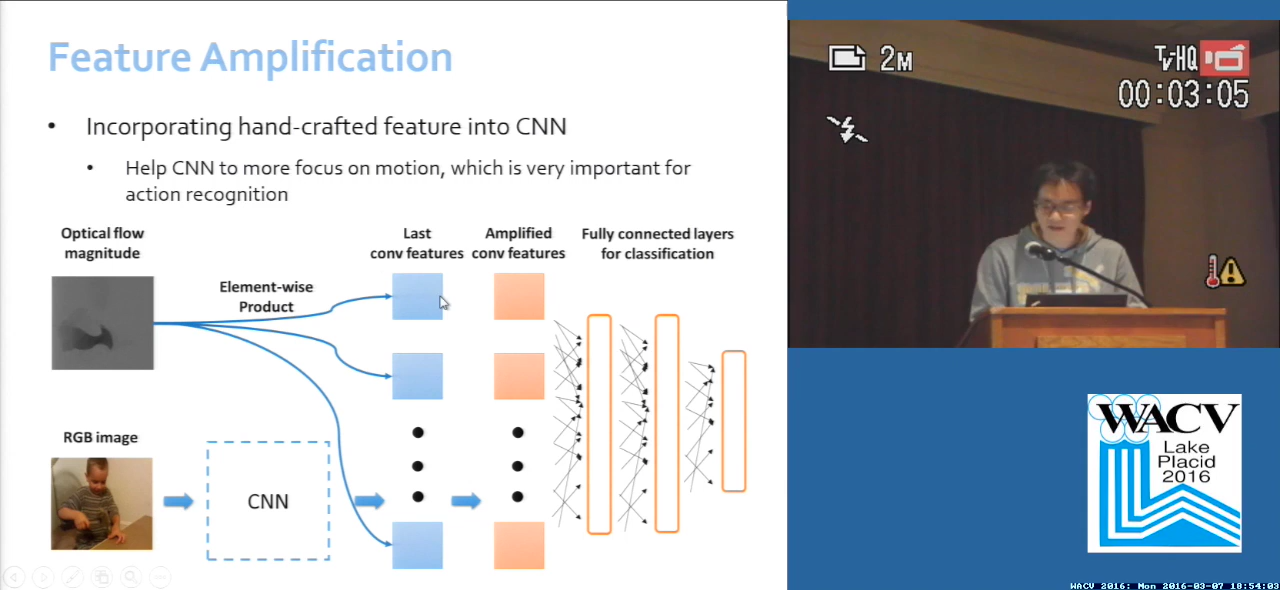 Feature Amplification
• Incorporating hand-crafted feature into CNN
• Help CNN to more focus on motion, which is very important for
action recognition
Optical flow
magnitude
Element-wise
Product
Last
conv features
Amplified
conv features
Fully connected layers
for classification
RGB image
CNN
2M
Tv-HQ
00:03:05
WACV
Lake
Placid
2016
WACV 2016: Mon 2016-03-07 18:54:03